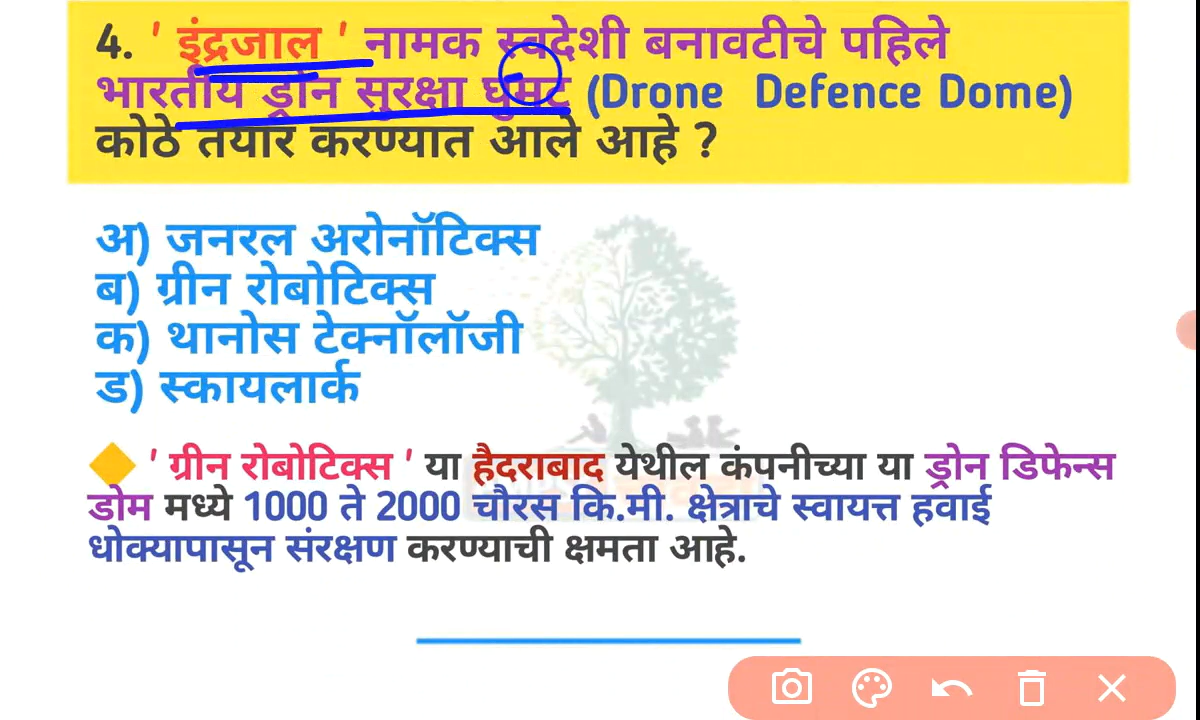 4. ' इंद्रजाल ' नामक स्वदेशी बनावटीचे पहिले
भारतीय ड्रोन सुरक्षा घुमट (Drone Defence Dome)
कोठे तयार करण्यात आले आहे ?
अ) जनरल अरोनॉटिक्स
ब) ग्रीन रोबोटिक्स
क) थानोस टेक्नॉलॉजी
ड) स्कायलार्क
' ग्रीन रोबोटिक्स ' या हैदराबाद येथील कंपनीच्या या ड्रोन डिफेन्स
डोम मध्ये 1000 ते 2000 चौरस कि.मी. क्षेत्राचे स्वायत्त हवाई
धोक्यापासून संरक्षण करण्याची क्षमता आहे.